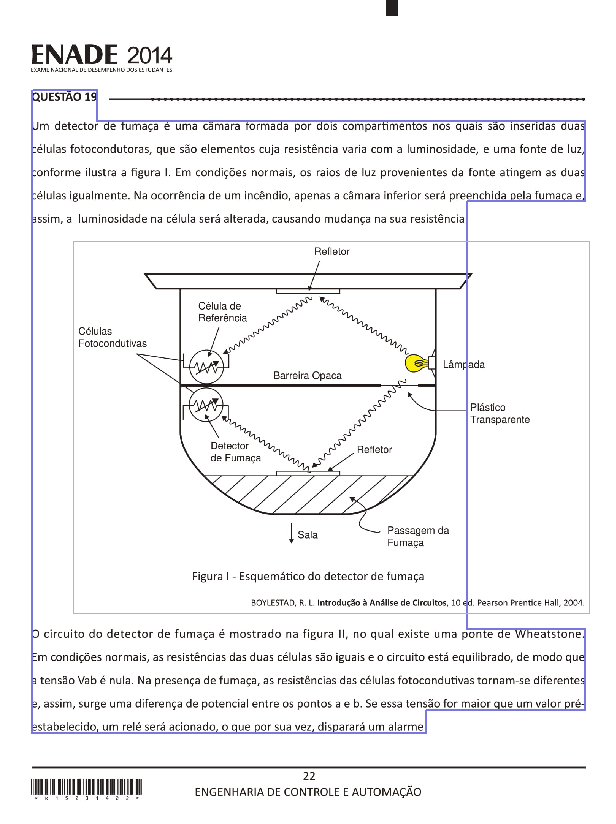 ENADE 2014
EXAME NACIONAL DE DESEMPENHO DOS ESTUDANTES
QUESTÃO 19
Um detector de fumaça é uma câmara formada por dois compartimentos nos quais são inseridas duas
células fotocondutoras, que são elementos cuja resistência varia com a luminosidade, e uma fonte de luz,
conforme ilustra a figura I. Em condições normais, os raios de luz provenientes da fonte atingem as duas
células igualmente. Na ocorrência de um incêndio, apenas a câmara inferior será preenchida pela fumaça e,
assim, a luminosidade na célula será alterada, causando mudança na sua resistência
Refletor
Célula de
Referência
Células
Fotocondutivas
Lâmpada
Barreira Opaca
Plástico
Transparente
Detector
de Fumaça
Refletor
Sala
Passagem da
Fumaça
Figura I - Esquemático do detector de fumaça
BOYLESTAD, R. L. Introdução à Análise de Circuitos, 10 ed. Pearson Prentice Hall, 2004.
O circuito do detector de fumaça é mostrado na figura II, no qual existe uma ponte de Wheatstone.
Em condições normais, as resistências das duas células são iguais e o circuito está equilibrado, de modo que
a tensão Vab é nula. Na presença de fumaça, as resistências das células fotocondutivas tornam-se diferentes
e, assim, surge uma diferença de potencial entre os pontos a e b. Se essa tensão for maior que um valor pré-
estabelecido, um relé será acionado, o que por sua vez, disparará um alarme
22
ENGENHARIA DE CONTROLE E AUTOMAÇÃO